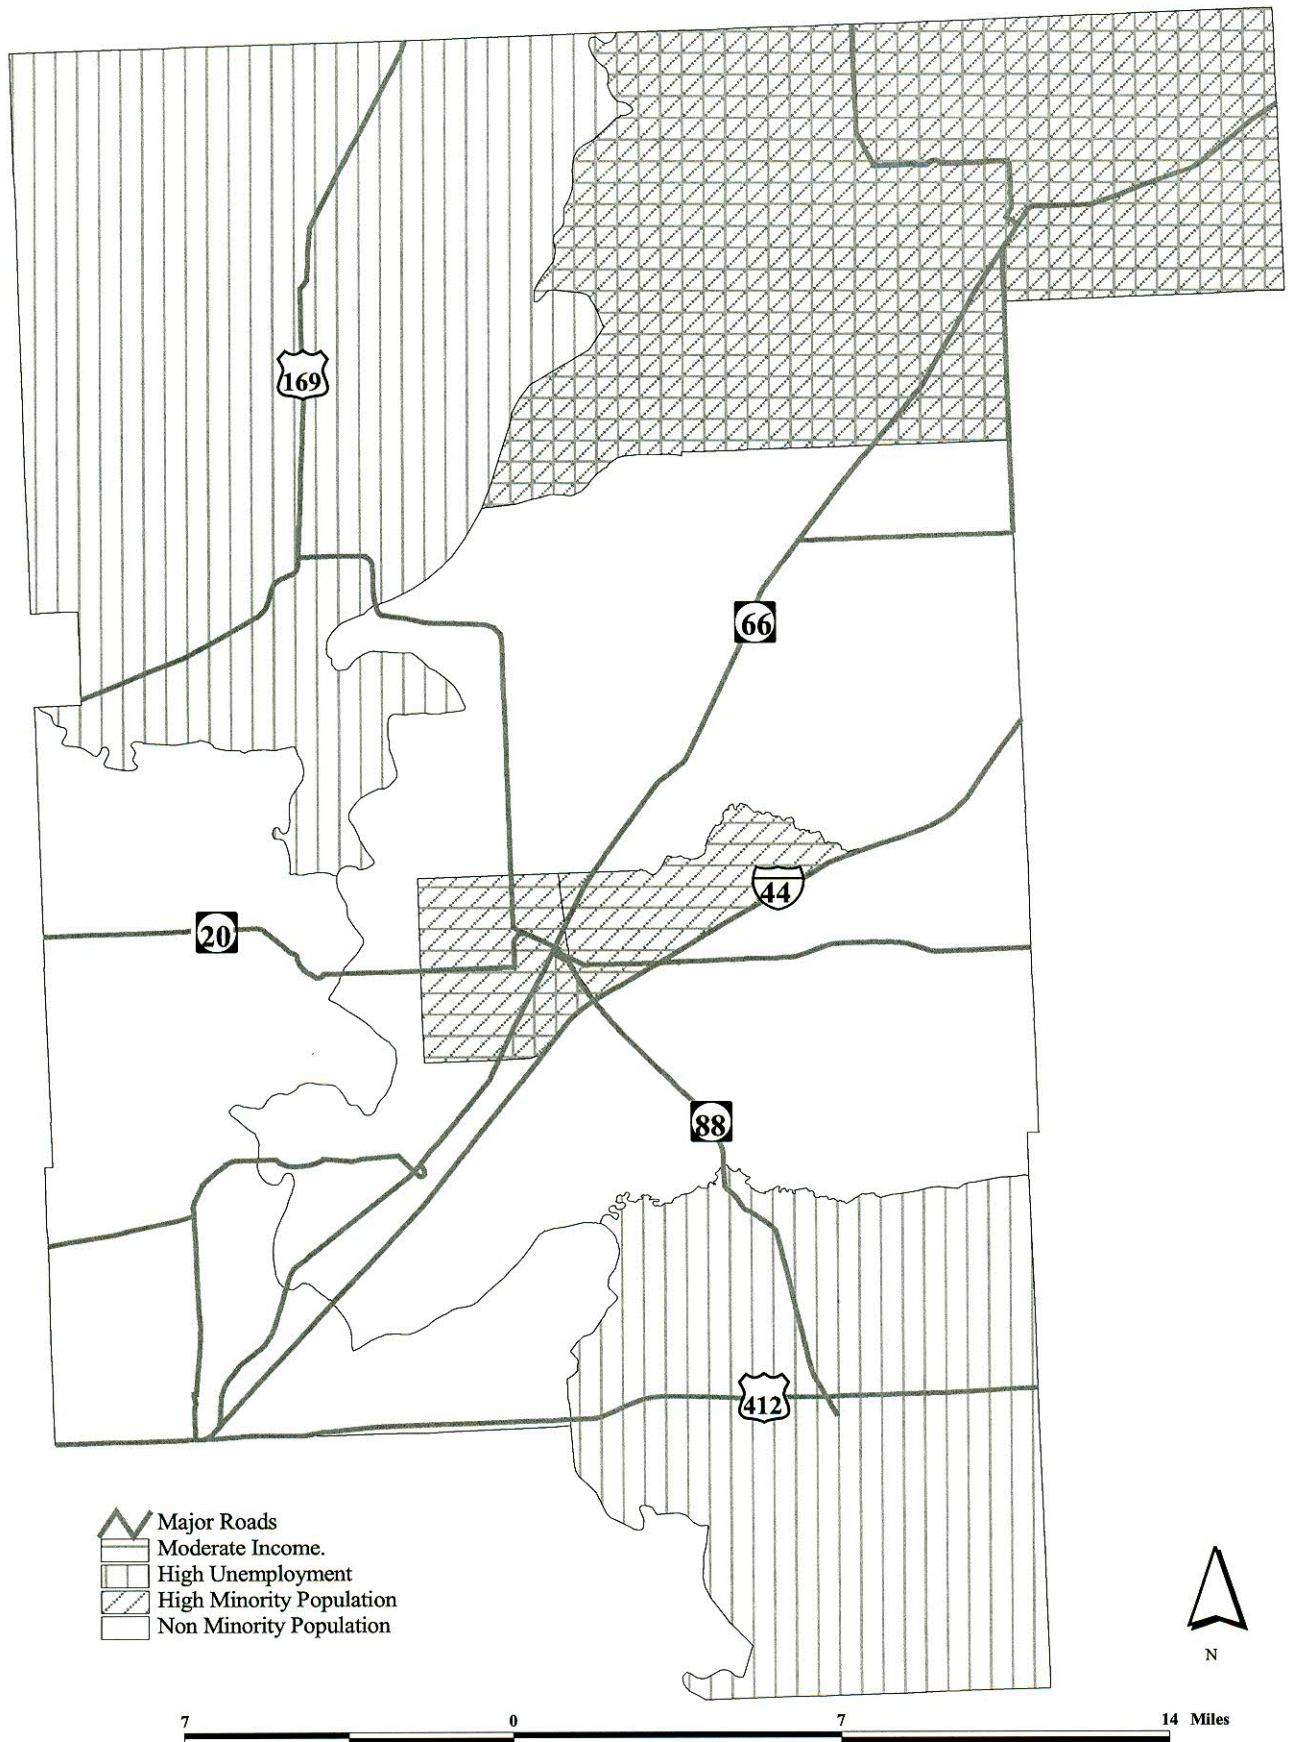 169
66
44
20
88
412
Major Roads
Moderate Income.
High Unemployment
High Minority Population
Non Minority Population
N
7 0 7 14 Miles